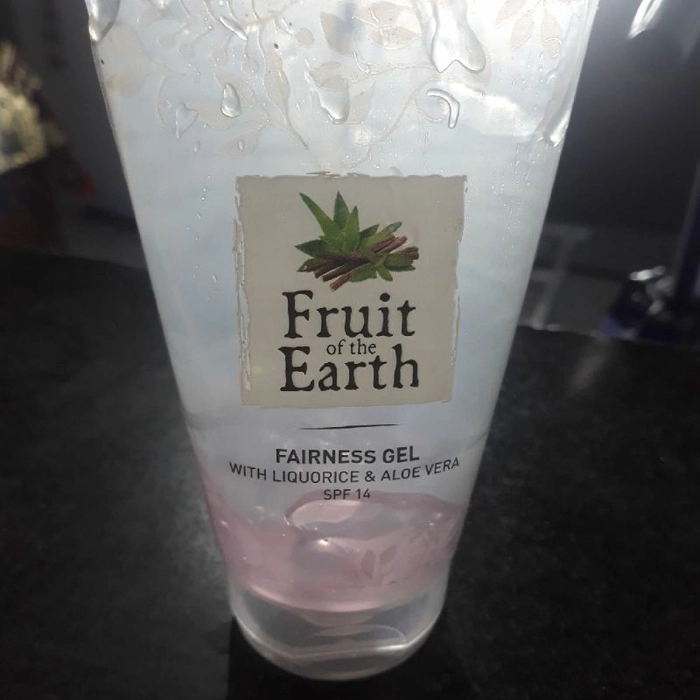 Fruit
of the
Earth
FAIRNESS GEL
WITH LIQUORICE & ALOE VERA
SPF 14